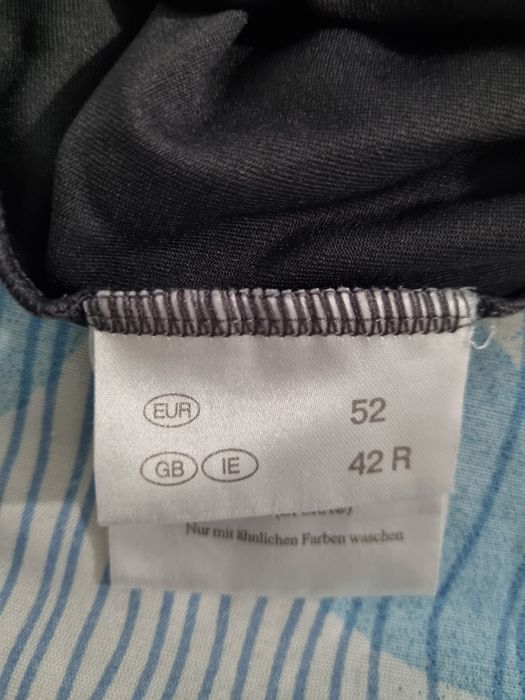 EUR 52
GB IE 42 R
Nur mit ähnlichen Farben waschen